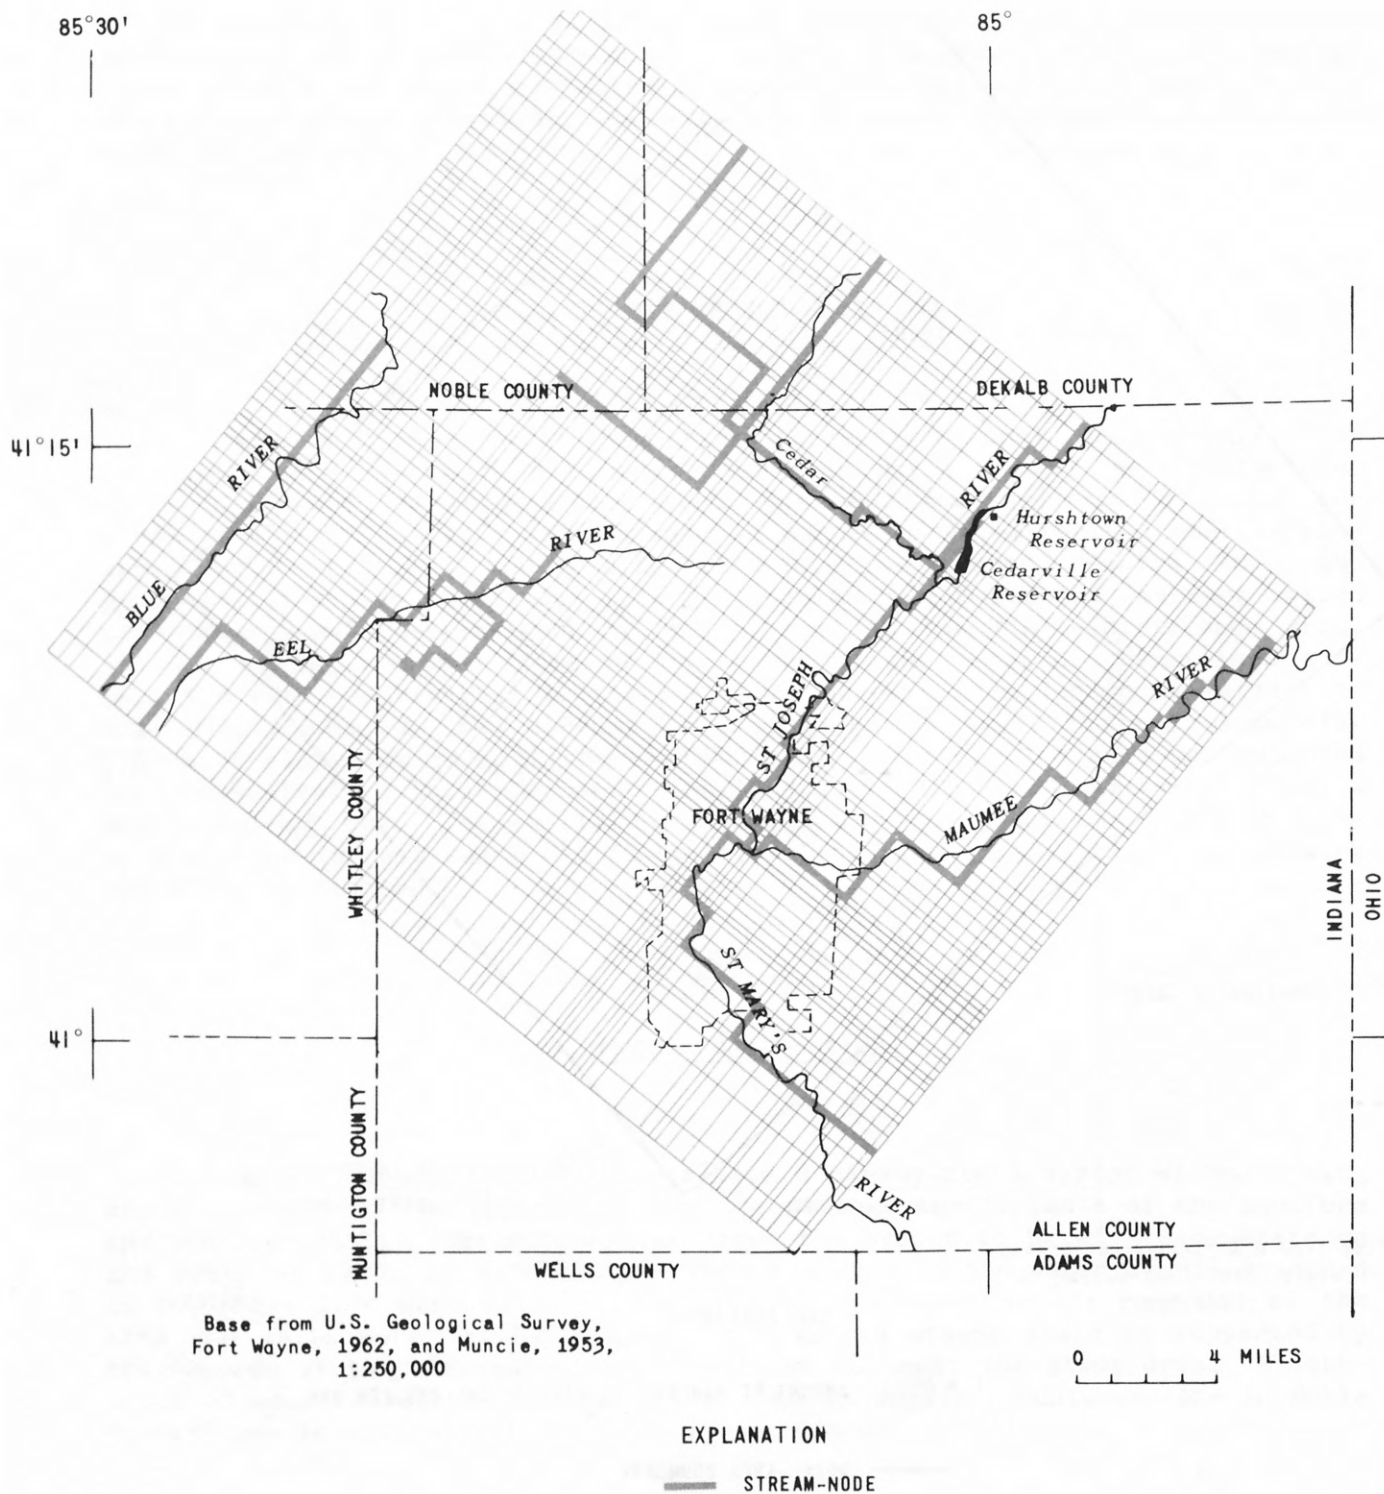 85°30'
85°
NOBLE COUNTY
DEKALB COUNTY
41°15'
RIVER
Cedar
RIVER
Hurshtown
Reservoir
RIVER
Cedarville
Reservoir
BLUE
EEL
RIVER
ST JOSEPH
WHITLEY COUNTY
FORT WAYNE
MAUMEE
INDIANA
OHIO
ST MARY'S
41°
HUNTIGTON COUNTY
RIVER
ALLEN COUNTY
WELLS COUNTY
ADAMS COUNTY
Base from U.S. Geological Survey,
Fort Wayne, 1962, and Muncie, 1953,
1:250,000
0 4 MILES
EXPLANATION
STREAM-NODE